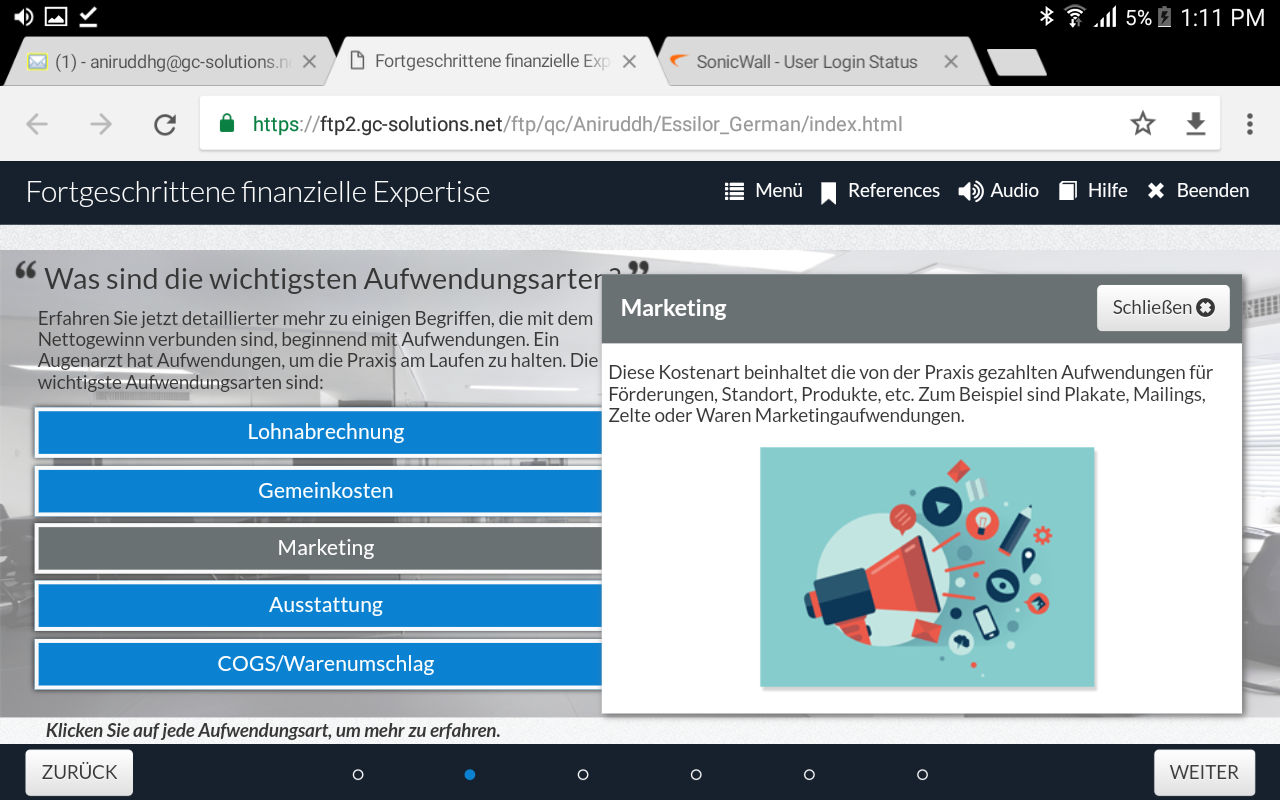 5% 1:11 PM
(1) - aniruddhg@gc-solutions.n
Fortgeschrittene finanzielle Exp
SonicWall - User Login Status
https://ftp2.gc-solutions.net/ftp/qc/Aniruddh/Essilor_German/index.html
Fortgeschrittene finanzielle Expertise
Menü
References
Audio
Hilfe
Beenden
“ Was sind die wichtigsten Aufwendungsarten? ”
Erfahren Sie jetzt detaillierter mehr zu einigen Begriffen, die mit dem
Nettogewinn verbunden sind, beginnend mit Aufwendungen. Ein
Augenarzt hat Aufwendungen, um die Praxis am Laufen zu halten. Die
wichtigste Aufwendungsarten sind:
Lohnabrechnung
Gemeinkosten
Marketing
Ausstattung
COGS/Warenumschlag
Klicken Sie auf jede Aufwendungsart, um mehr zu erfahren.
Marketing
Schließen
Diese Kostenart beinhaltet die von der Praxis gezahlten Aufwendungen für
Förderungen, Standort, Produkte, etc. Zum Beispiel sind Plakate, Mailings,
Zelte oder Waren Marketingaufwendungen.
ZURÜCK
WEITER